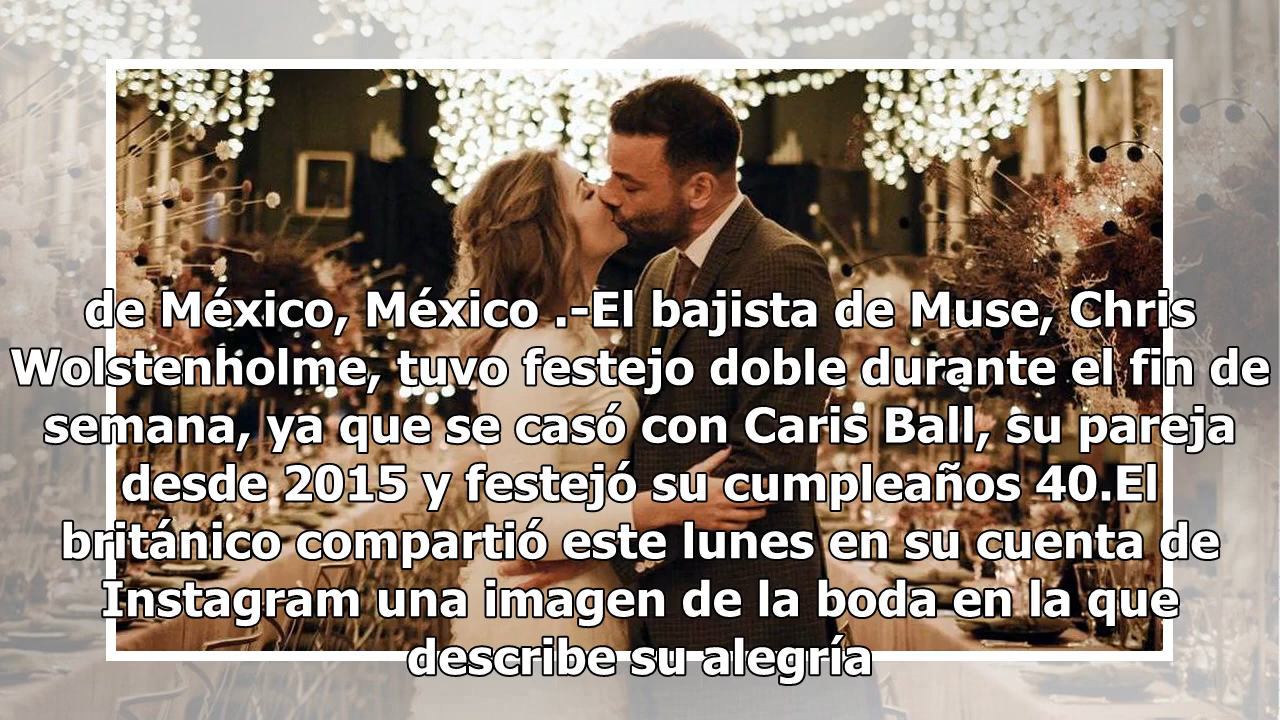 de México, México .-El bajista de Muse, Chris
Wolstenholme, tuvo festejo doble durante el fin de
semana, ya que se casó con Caris Ball, su pareja
desde 2015 y festejó su cumpleaños 40.El
británico compartió este lunes en su cuenta de
Instagram una imagen de la boda en la que
describe su alegría